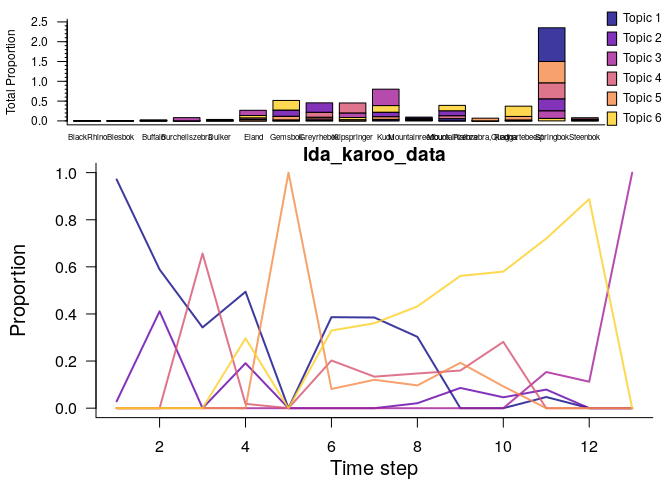 Total Proportion
2.5
2.0
1.5
1.0
0.5
0.0
Topic 1
Topic 2
Topic 3
Topic 4
Topic 5
Topic 6
BlackRhino Blesbok Buffalo Burchellszebra Duiker Eland Gemsbok Greyrhebok Klipspringer Kudu Springbok Steenbok
lda_karoo_data
Proportion
1.0
0.8
0.6
0.4
0.2
0.0
2 4 6 8 10 12
Time step